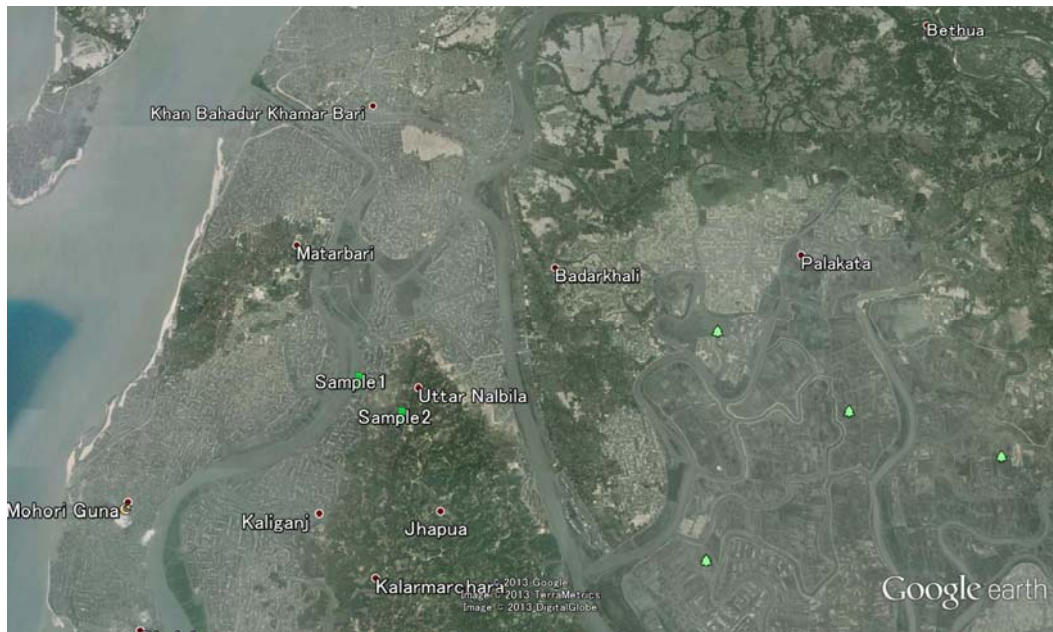 Bethua
Khan Bahadur Khamar Bari
Matarbari
Badarkhali
Palakata
Sample1
Uttar Nalbila
Sample2
Mohori Guna
Kaliganj
Jhapua
Kalarmarchara
© 2013 Google
Image © 2013 TerraMetrics
Image © 2013 DigitalGlobe
Google earth